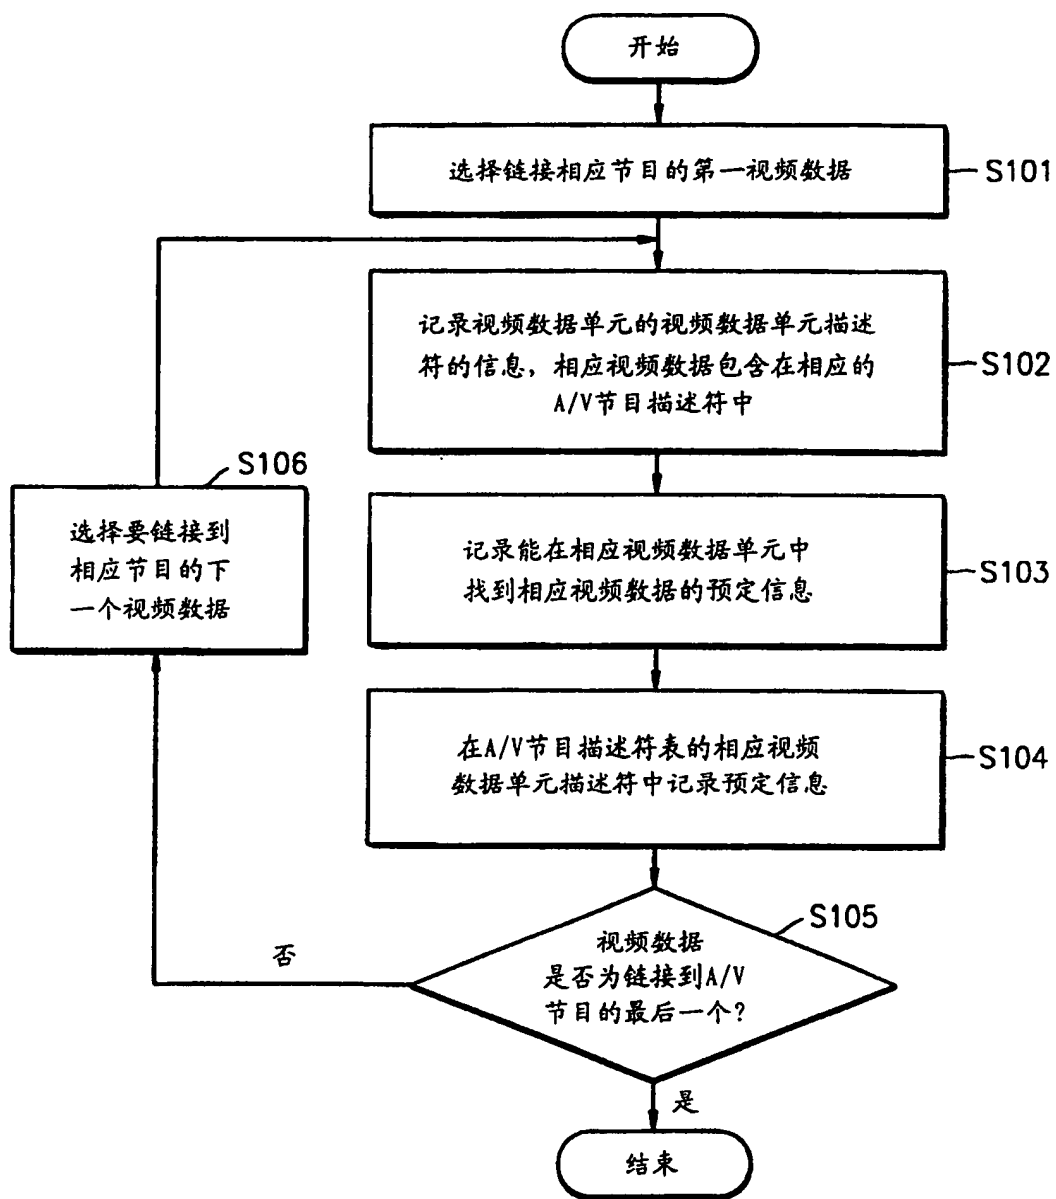 开始
选择链接相应节目的第一视频数据
S101
记录视频数据单元的视频数据单元描述
符的信息，相应视频数据包含在相应的
A/V节目描述符中
S102
S106
选择要链接到
相应节目的下
一个视频数据
记录能在相应视频数据单元中
找到相应视频数据的预定信息
S103
在A/V节目描述符表的相应视频
数据单元描述符中记录预定信息
S104
S105
视频数据
是否为链接到A/V
节目的最后一个?
否
是
结束